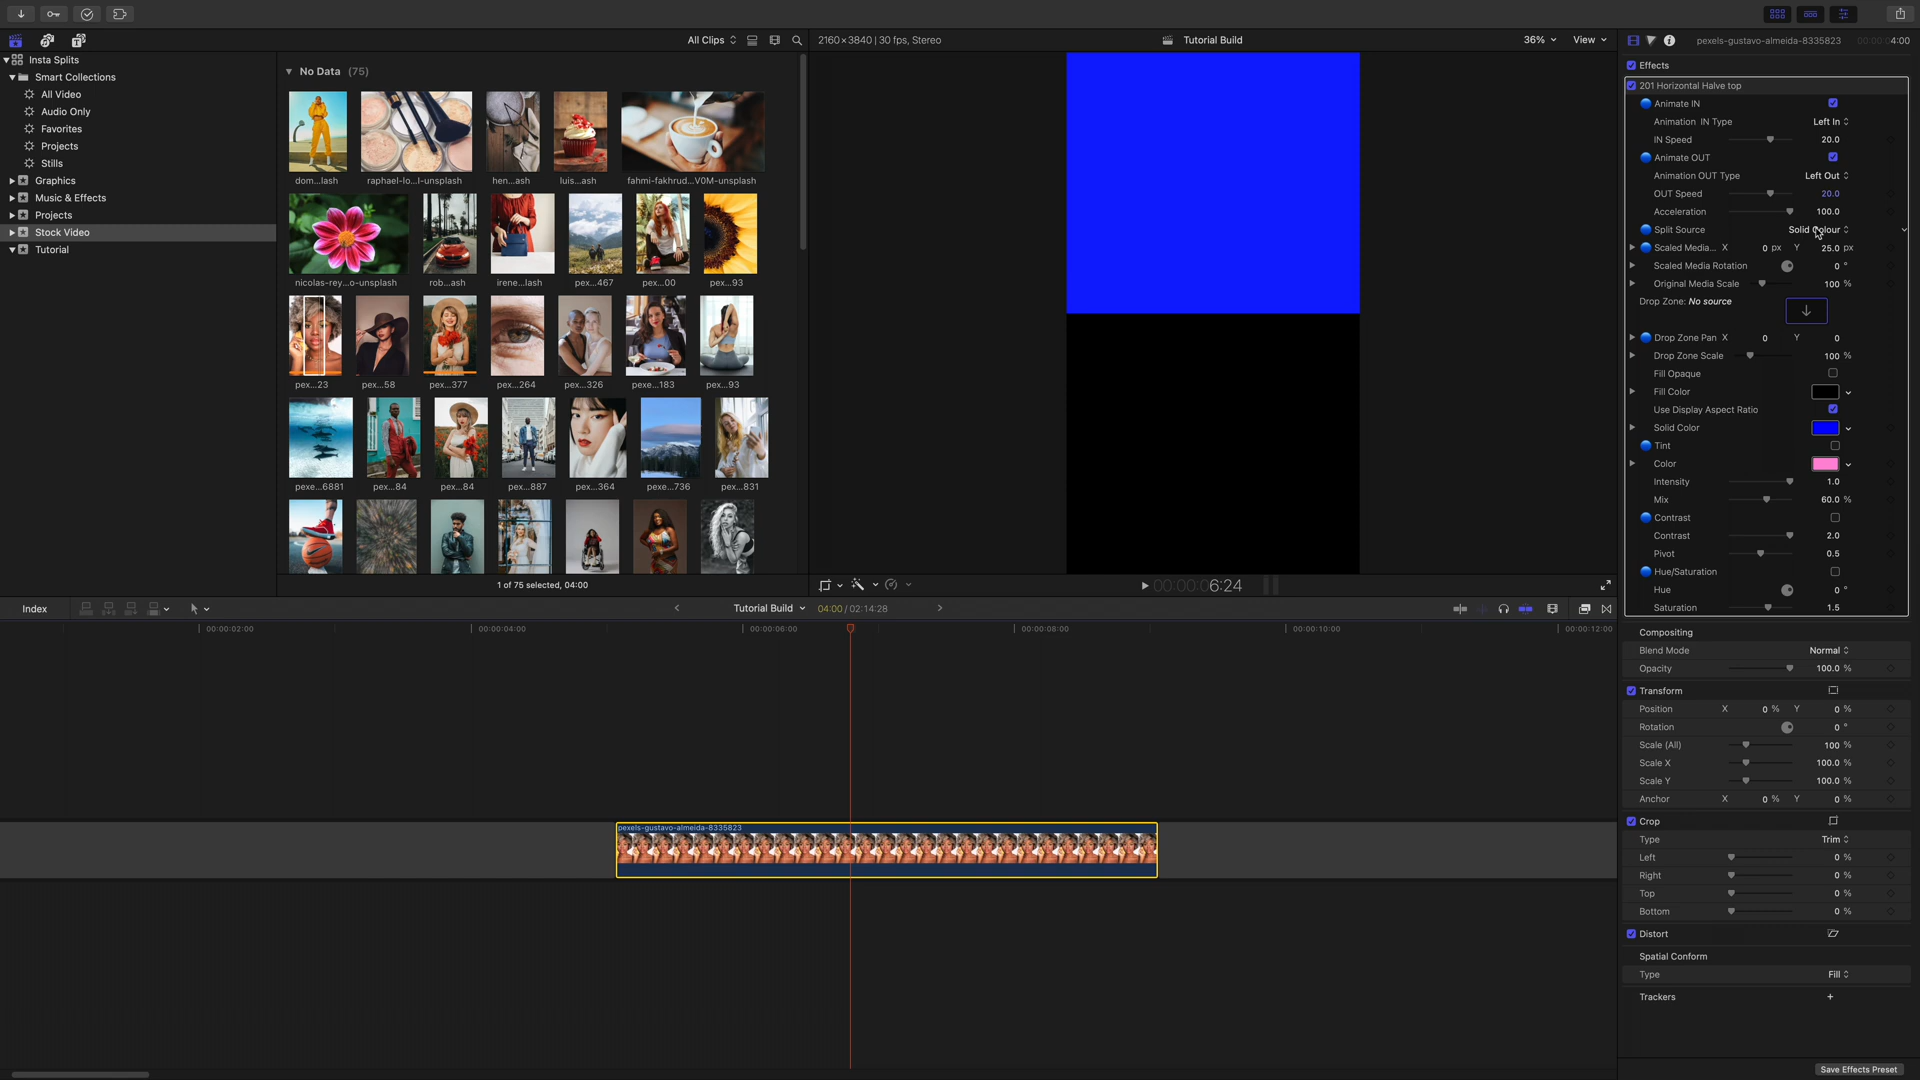 All Clips
2160×3840 | 30 fps, Stereo
Tutorial Build
36%
View
pexels-gustavo-almeida-8335823
4:00
Insta Splits
Smart Collections
All Video
Audio Only
Favorites
Projects
Stills
Graphics
Music & Effects
Projects
Stock Video
Tutorial
No Data (75)
dom...lash
raphael-lo...l-unsplash
hen...ash
luis...ash
fahmi-fakhrud...V0M-unsplash
nicolas-rey...o-unsplash
rob...ash
irene...lash
pex...467
pex...00
pex...93
pex...23
pex...58
pex...377
pex...264
pex...326
pexe...183
pex...93
pexe...6881
pex...84
pex...84
pex...887
pex...364
pexe...736
pex...831
1 of 75 selected, 04:00
00:00:06:24
Effects
201 Horizontal Halve top
Animate IN
Animation IN Type Left In
IN Speed 20.0
Animate OUT
Animation OUT Type Left Out
OUT Speed 20.0
Acceleration 100.0
Split Source Solid Colour
Scaled Media... X 0 px Y 25.0 px
Scaled Media Rotation 0 °
Original Media Scale 100 %
Drop Zone: No source
Drop Zone Pan X 0 Y 0
Drop Zone Scale 100 %
Fill Opaque
Fill Color
Use Display Aspect Ratio
Solid Color
Tint
Color
Intensity 1.0
Mix 60.0 %
Contrast
Contrast 2.0
Pivot 0.5
Hue/Saturation
Hue 0 °
Saturation 1.5
Compositing
Blend Mode Normal
Opacity 100.0 %
Transform
Position X 0 % Y 0 %
Rotation 0 °
Scale (All) 100 %
Scale X 100.0 %
Scale Y 100.0 %
Anchor X 0 % Y 0 %
Crop
Type Trim
Left 0 %
Right 0 %
Top 0 %
Bottom 0 %
Distort
Spatial Conform
Type Fill
Trackers +
Save Effects Preset
Index
Tutorial Build
04:00 / 02:14:28
00:00:02:00
00:00:04:00
00:00:06:00
00:00:08:00
00:00:10:00
00:00:12:00
pexels-gustavo-almeida-8335823